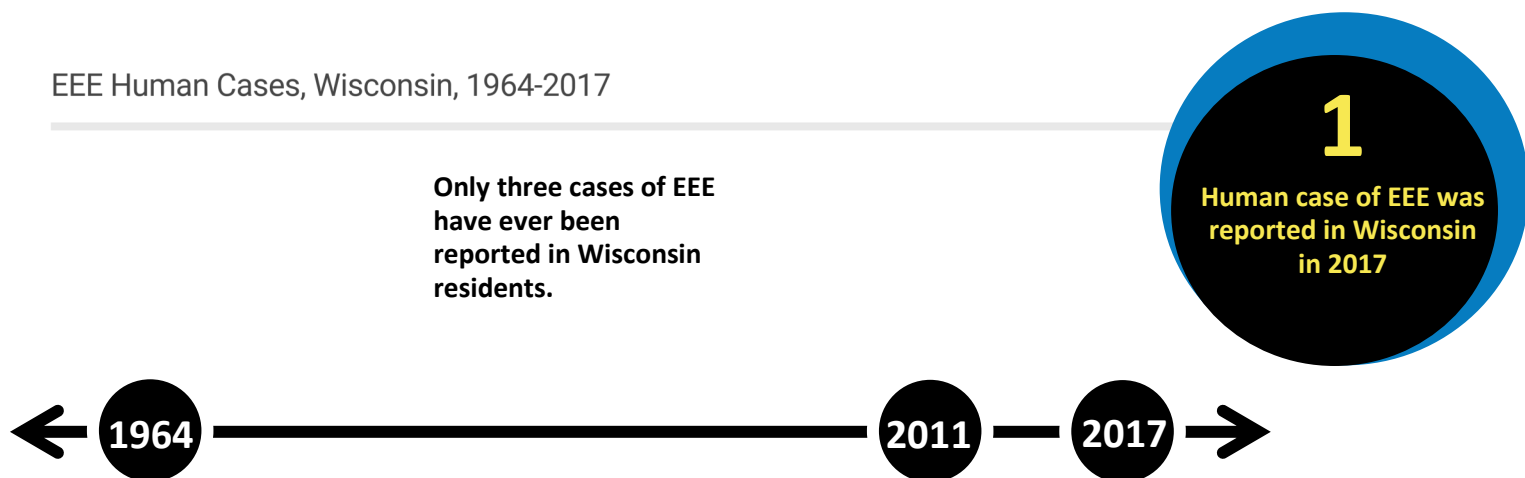 EEE Human Cases, Wisconsin, 1964-2017
Only three cases of EEE
have ever been
reported in Wisconsin
residents.
1
Human case of EEE was
reported in Wisconsin
in 2017
1964
2011
2017